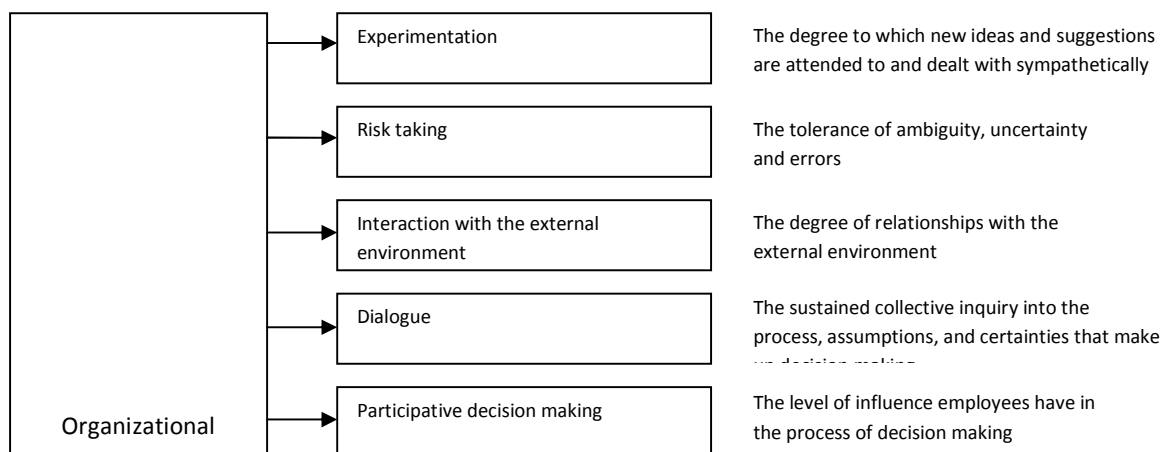 Experimentation
The degree to which new ideas and suggestions
are attended to and dealt with sympathetically
Risk taking
The tolerance of ambiguity, uncertainty
and errors
Interaction with the external
environment
The degree of relationships with the
external environment
Dialogue
The sustained collective inquiry into the
process, assumptions, and certainties that make
up decision making
Participative decision making
The level of influence employees have in
the process of decision making
Organizational